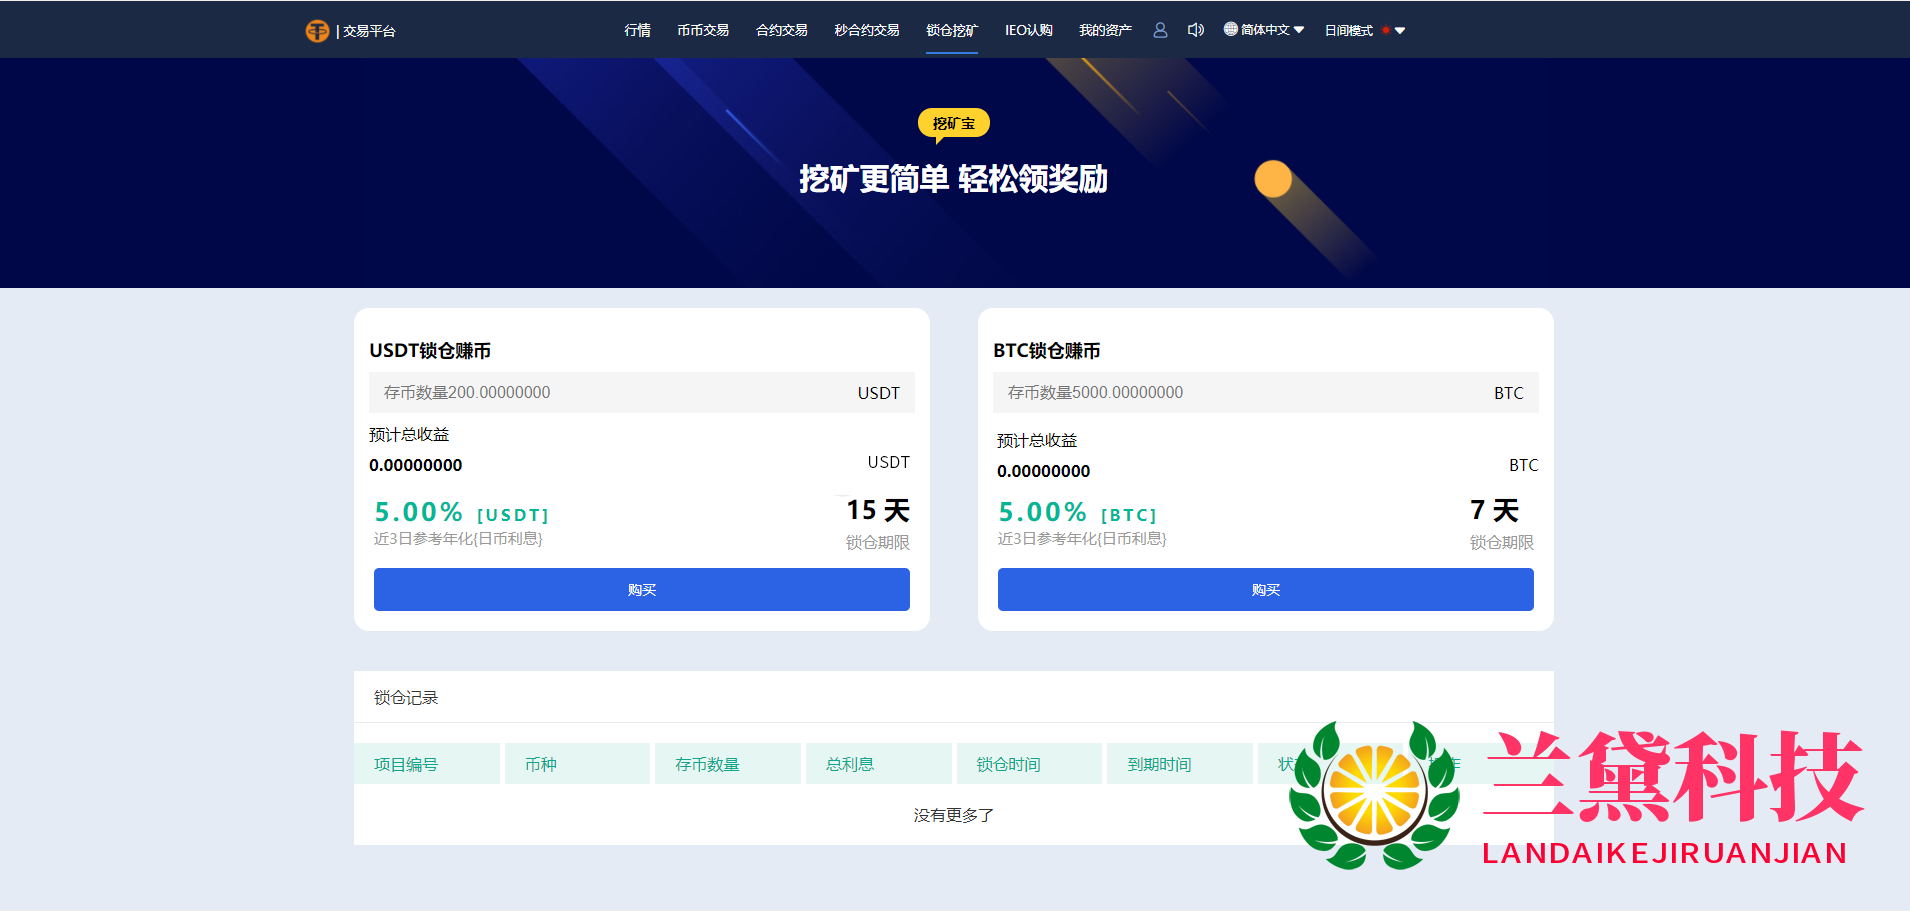 | 交易平台
行情 币币交易 合约交易 秒合约交易 锁仓挖矿 IEO认购 我的资产 简体中文 日间模式
挖矿宝
挖矿更简单 轻松领奖励
USDT锁仓赚币
存币数量200.00000000 USDT
预计总收益
0.00000000 USDT
5.00% [USDT] 15 天
近3日参考年化{日币利息} 锁仓期限
购买
BTC锁仓赚币
存币数量5000.00000000 BTC
预计总收益
0.00000000 BTC
5.00% [BTC] 7 天
近3日参考年化{日币利息} 锁仓期限
购买
锁仓记录
项目编号 币种 存币数量 总利息 锁仓时间 到期时间
没有更多了
兰黛科技
LANDAIKEJIRUANJIAN